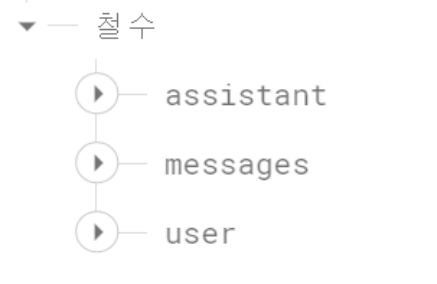 철수
assistant
messages
user